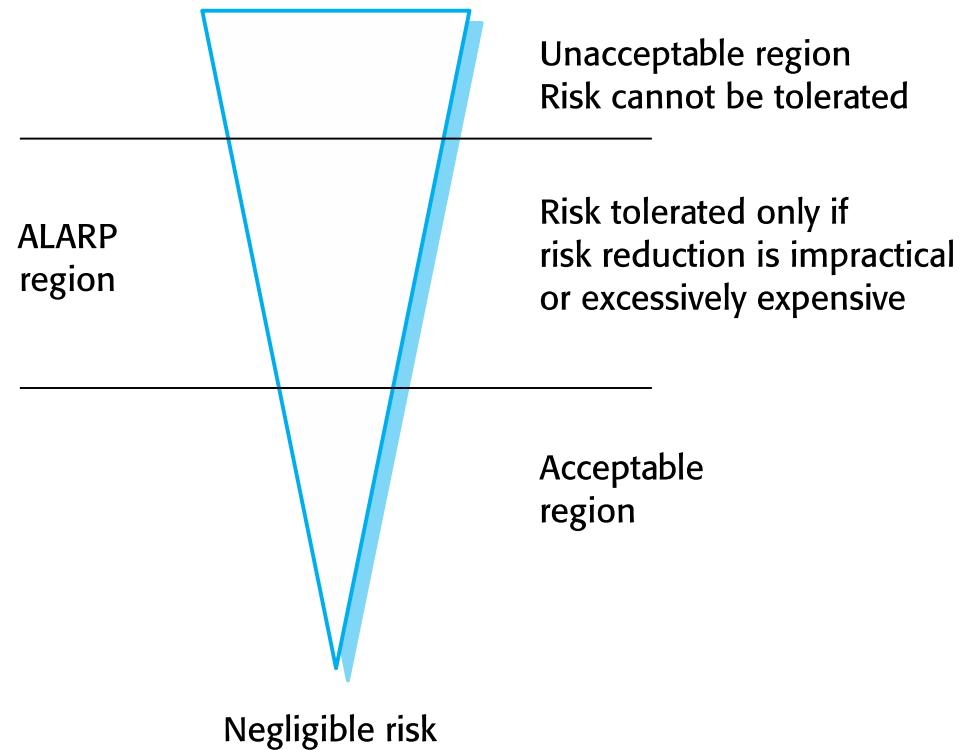 Unacceptable region
Risk cannot be tolerated
ALARP
region
Risk tolerated only if
risk reduction is impractical
or excessively expensive
Acceptable
region
Negligible risk